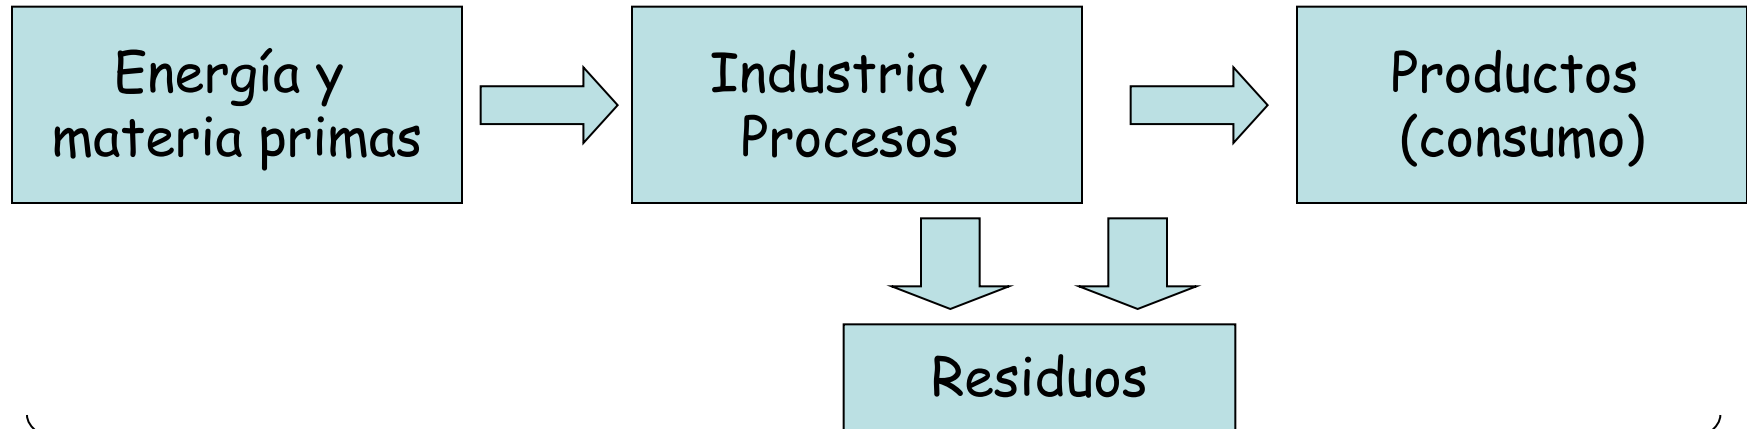 Energía y
materia primas
Industria y
Procesos
Productos
(consumo)
Residuos